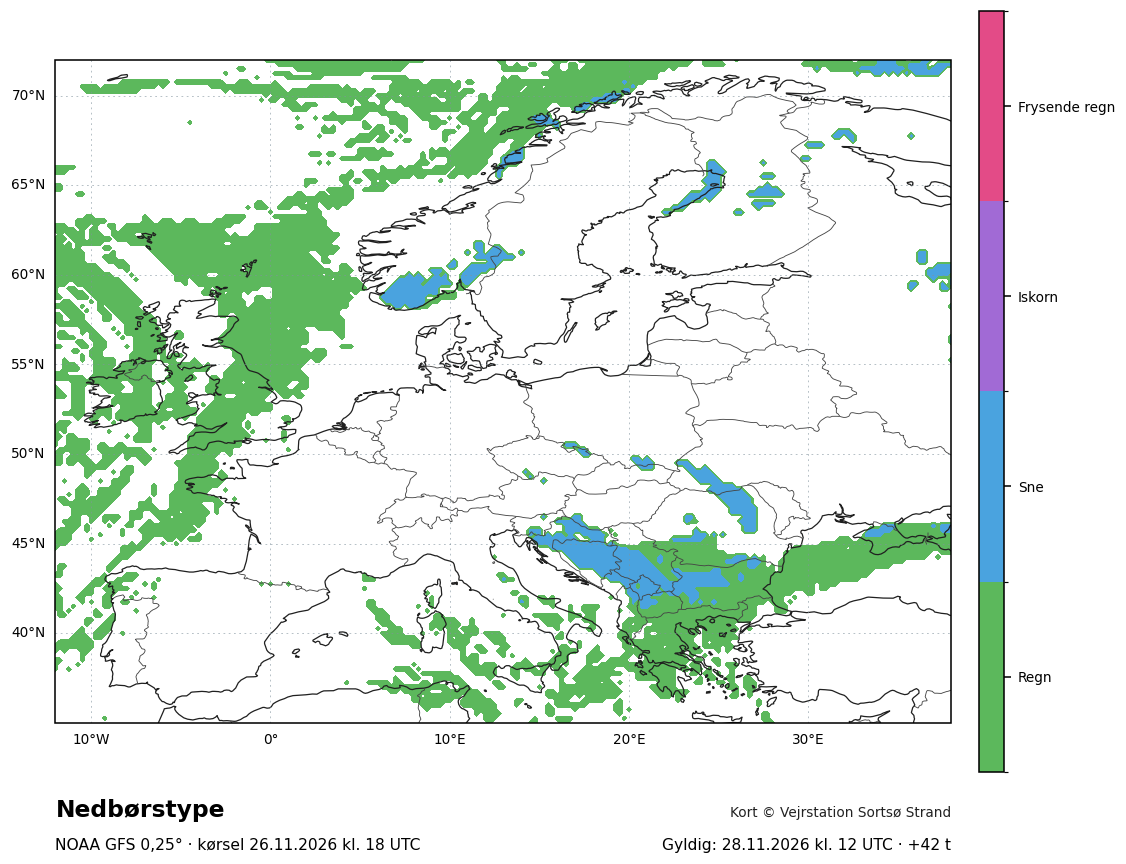 Frysende regn
Iskorn
Sne
Regn
70°N
65°N
60°N
55°N
50°N
45°N
40°N
10°W
0°
10°E
20°E
30°E
Nedbørstype
Kort © Vejrstation Sortsø Strand
NOAA GFS 0,25° · kørsel 26.11.2026 kl. 18 UTC
Gyldig: 28.11.2026 kl. 12 UTC · +42 t